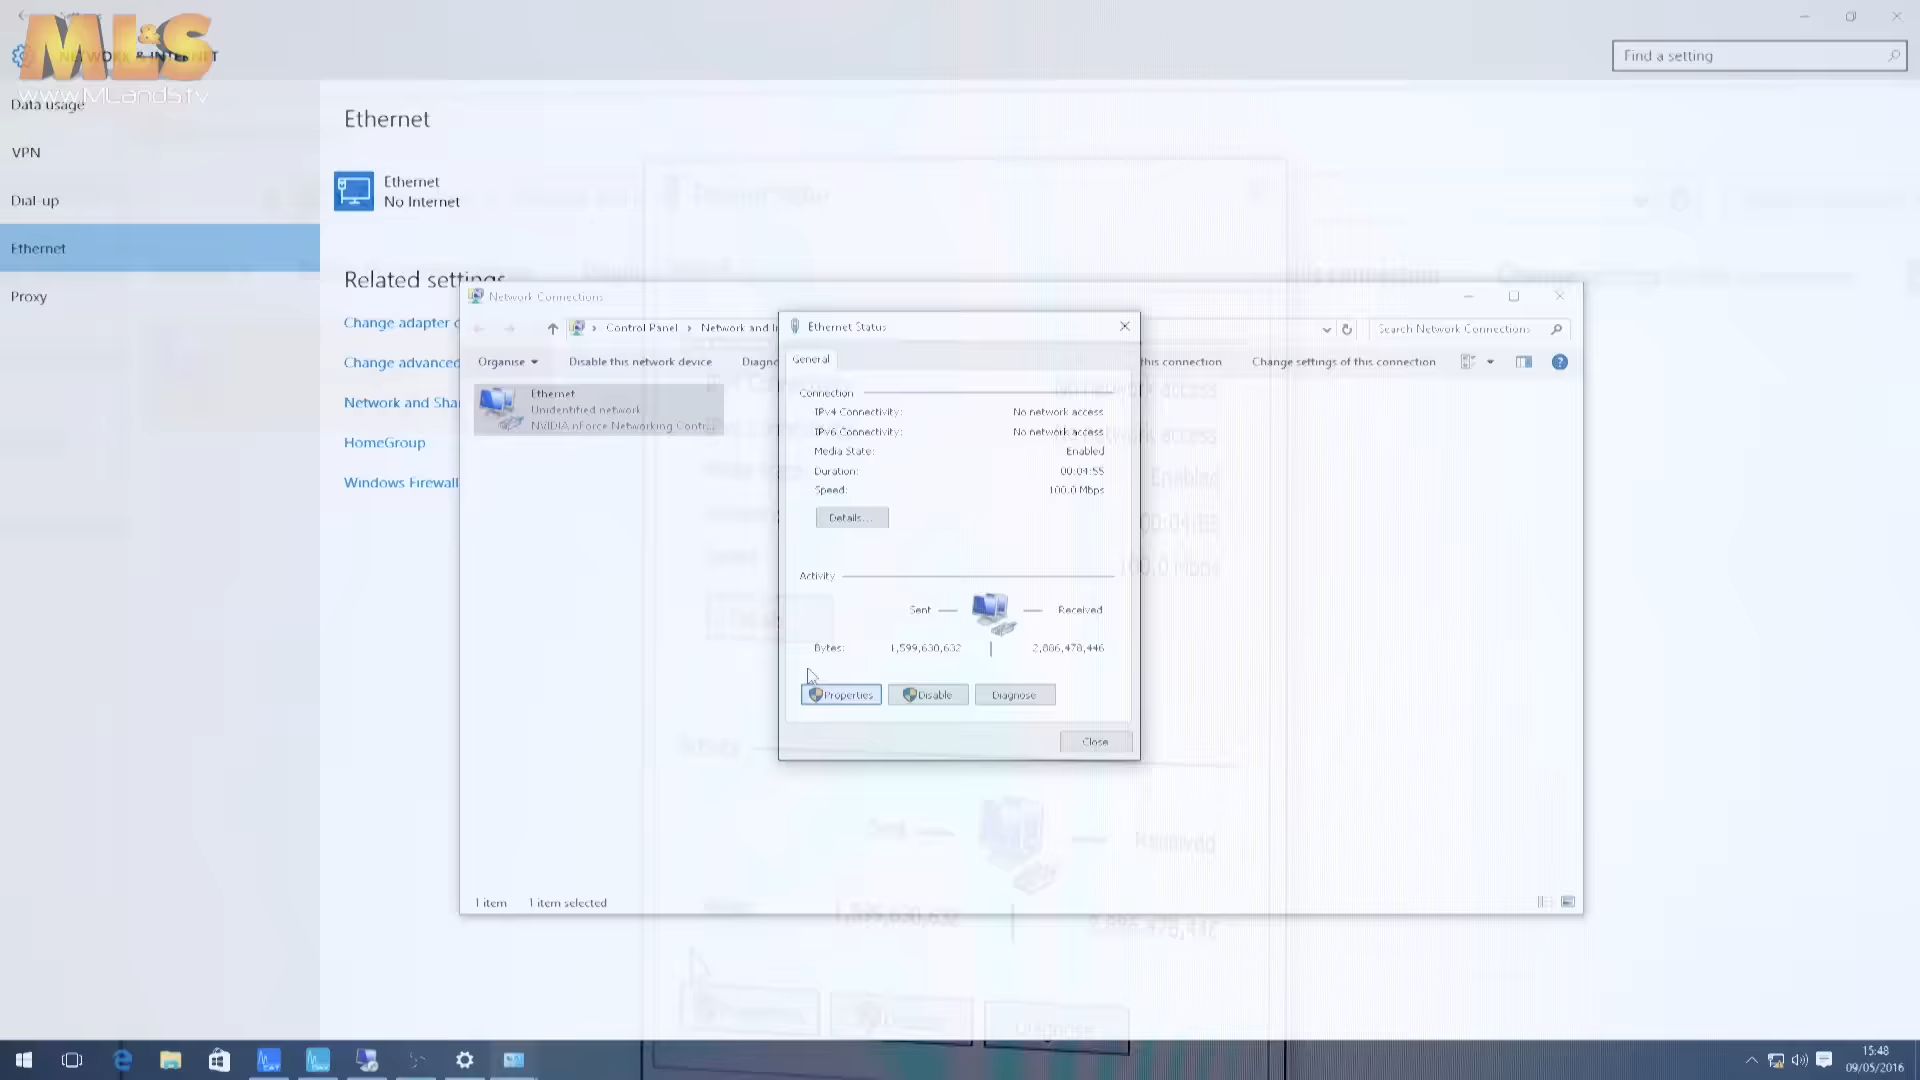 ML&S
www.MLandS.tv
NETWORK & INTERNET
Find a setting
Data usage
VPN
Dial-up
Ethernet
Proxy
Ethernet
Ethernet
No Internet
Related settings
Change adapter
Change advanced
Network and Sha
HomeGroup
Windows Firewall
Network Connections
Control Panel > Network and I
Search Network Connections
Organise
Disable this network device
Diagno
this connection
Change settings of this connection
Ethernet
Unidentified network
NVIDIA nForce Networking Contr...
1 item
1 item selected
Ethernet Status
General
Connection
IPv4 Connectivity: No network access
IPv6 Connectivity: No network access
Media State: Enabled
Duration: 00:04:55
Speed: 100.0 Mbps
Details...
Activity
Sent
Received
Bytes: 1,599,630,632 2,886,478,446
Properties
Disable
Diagnose
Close
15:48
09/05/2016